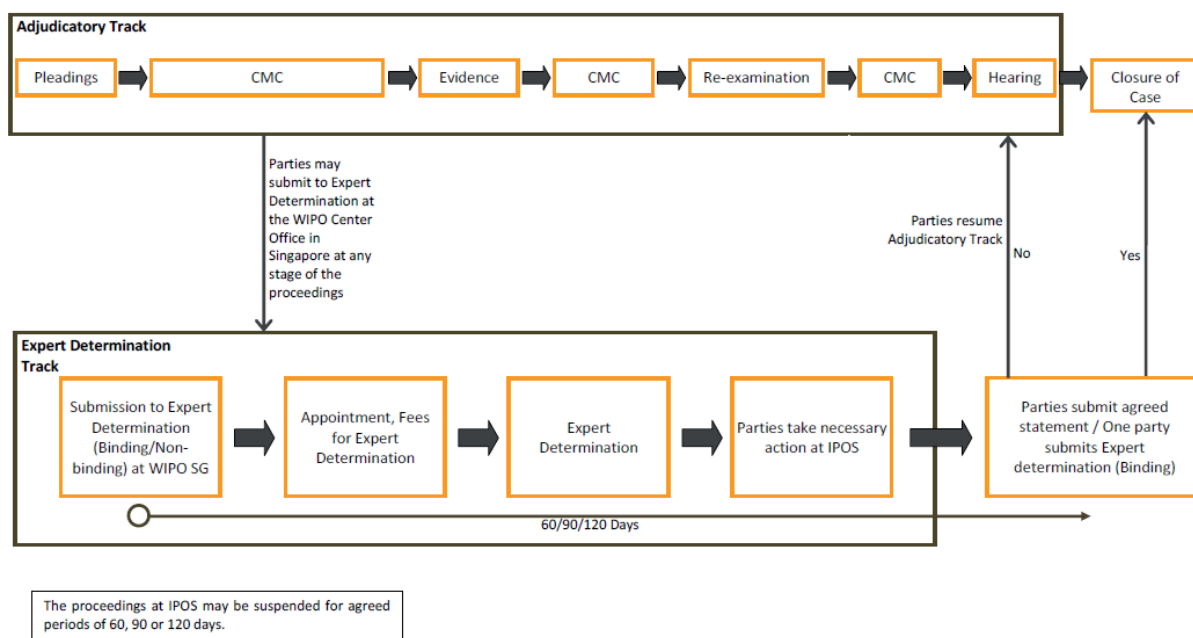 Adjudicatory Track
Pleadings
CMC
Evidence
CMC
Re-examination
CMC
Hearing
Closure of
Case
Parties may
submit to Expert
Determination at
the WIPO Center
Office in
Singapore at any
stage of the
proceedings
Parties resume
Adjudicatory Track
No
Yes
Expert Determination
Track
Submission to Expert
Determination
(Binding/Non-
binding) at WIPO SG
Appointment, Fees
for Expert
Determination
Expert
Determination
Parties take necessary
action at IPOS
Parties submit agreed
statement / One party
submits Expert
determination (Binding)
60/90/120 Days
The proceedings at IPOS may be suspended for agreed
periods of 60, 90 or 120 days.